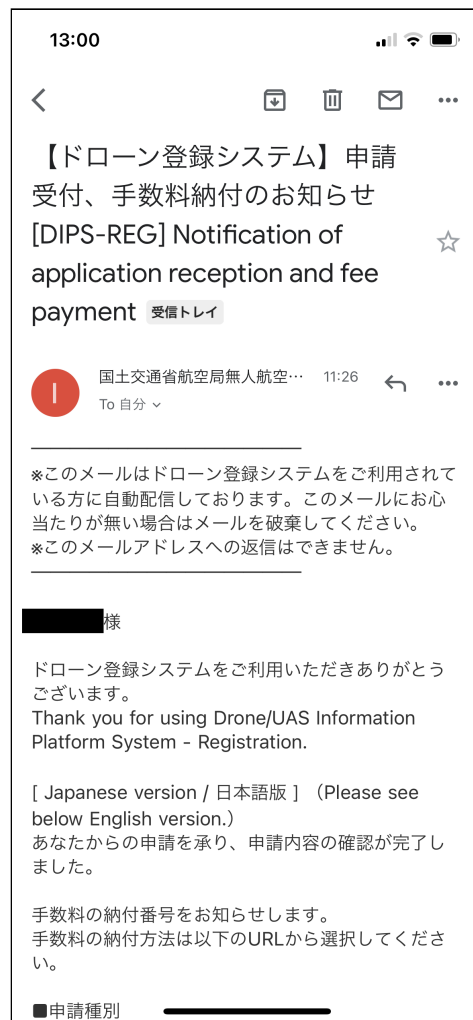 13:00
【ドローン登録システム】申請
受付、手数料納付のお知らせ
[DIPS-REG] Notification of
application reception and fee
payment 受信トレイ
I
国土交通省航空局無人航空… 11:26
To 自分
※このメールはドローン登録システムをご利用されて
いる方に自動配信しております。このメールにお心
当たりが無い場合はメールを破棄してください。
※このメールアドレスへの返信はできません。
様
ドローン登録システムをご利用いただきありがとう
ございます。
Thank you for using Drone/UAS Information
Platform System - Registration.
[ Japanese version / 日本語版 ] （Please see
below English version.）
あなたからの申請を承り、申請内容の確認が完了し
ました。
手数料の納付番号をお知らせします。
手数料の納付方法は以下のURLから選択してくださ
い。
■申請種別